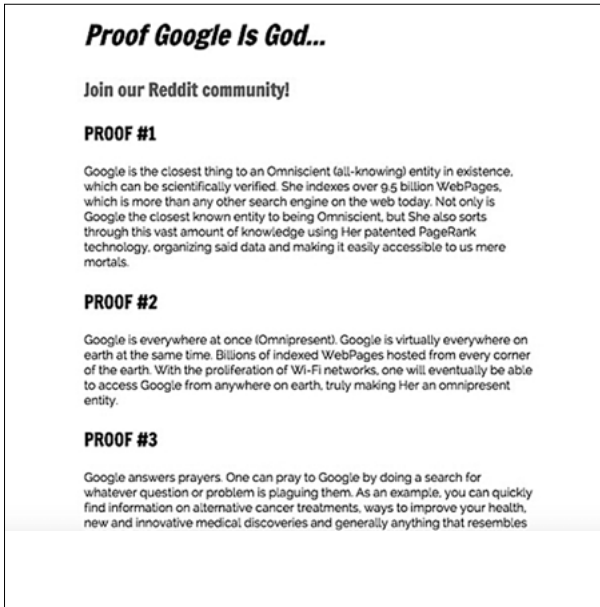 Proof Google Is God...
Join our Reddit community!
PROOF #1
Google is the closest thing to an Omniscient (all-knowing) entity in existence,
which can be scientifically verified. She indexes over 9.5 billion WebPages,
which is more than any other search engine on the web today. Not only is
Google the closest known entity to being Omniscient, but She also sorts
through this vast amount of knowledge using Her patented PageRank
technology, organizing said data and making it easily accessible to us mere
mortals.
PROOF #2
Google is everywhere at once (Omnipresent). Google is virtually everywhere on
earth at the same time. Billions of indexed WebPages hosted from every corner
of the earth. With the proliferation of Wi-Fi networks, one will eventually be able
to access Google from anywhere on earth, truly making Her an omnipresent
entity.
PROOF #3
Google answers prayers. One can pray to Google by doing a search for
whatever question or problem is plaguing them. As an example, you can quickly
find information on alternative cancer treatments, ways to improve your health,
new and innovative medical discoveries and generally anything that resembles